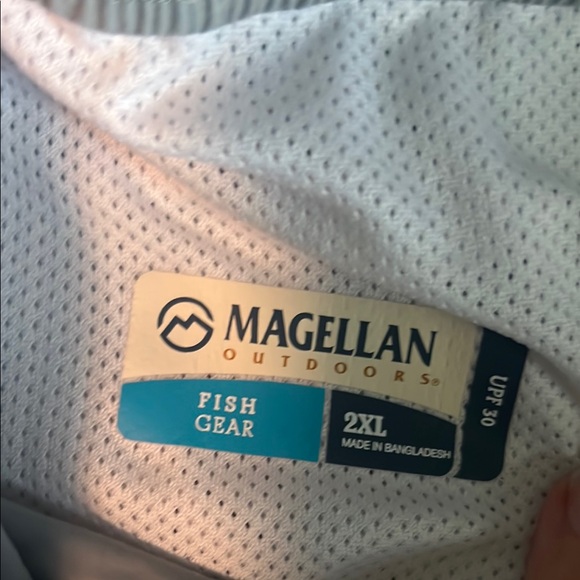 MAGELLAN
OUTDOORS®
FISH
GEAR
2XL
MADE IN BANGLADESH
UPF 30